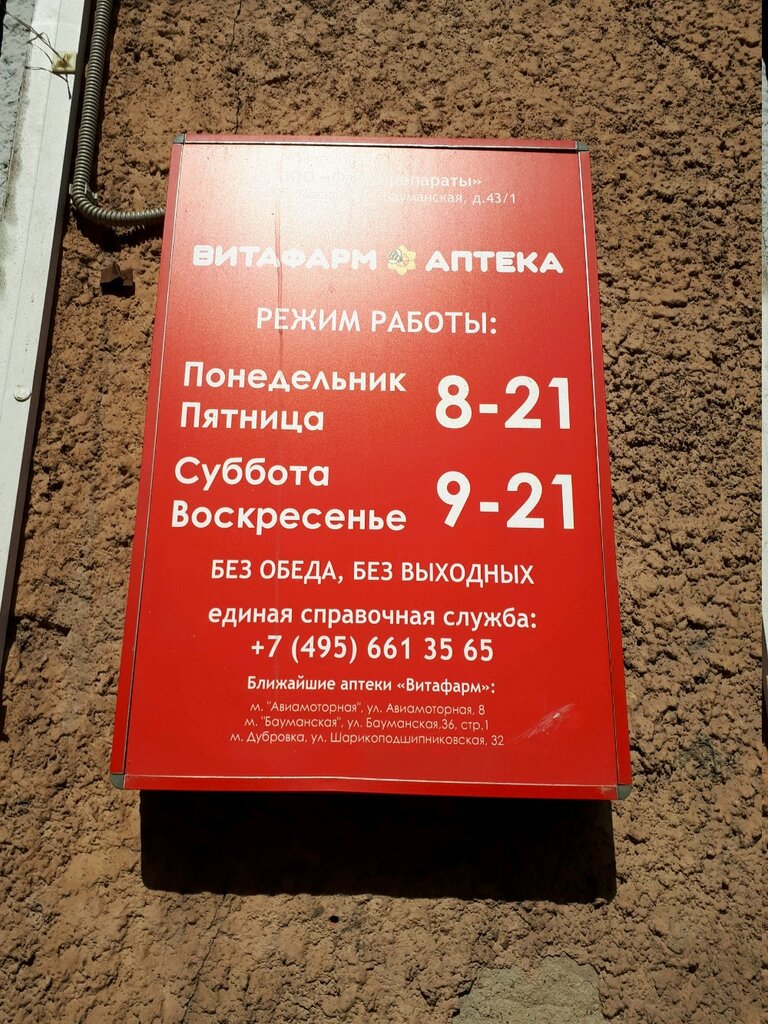 Бауманская, д.43/1
ВИТАФАРМ АПТЕКА
РЕЖИМ РАБОТЫ:
Понедельник
Пятница
8-21
Суббота
Воскресенье
9-21
БЕЗ ОБЕДА, БЕЗ ВЫХОДНЫХ
единая справочная служба:
+7 (495) 661 35 65
Ближайшие аптеки «Витафарм»:
м. "Авиамоторная", ул. Авиамоторная, 8
м. "Бауманская", ул. Бауманская,36, стр.1
м. Дубровка, ул. Шарикоподшипниковская, 32